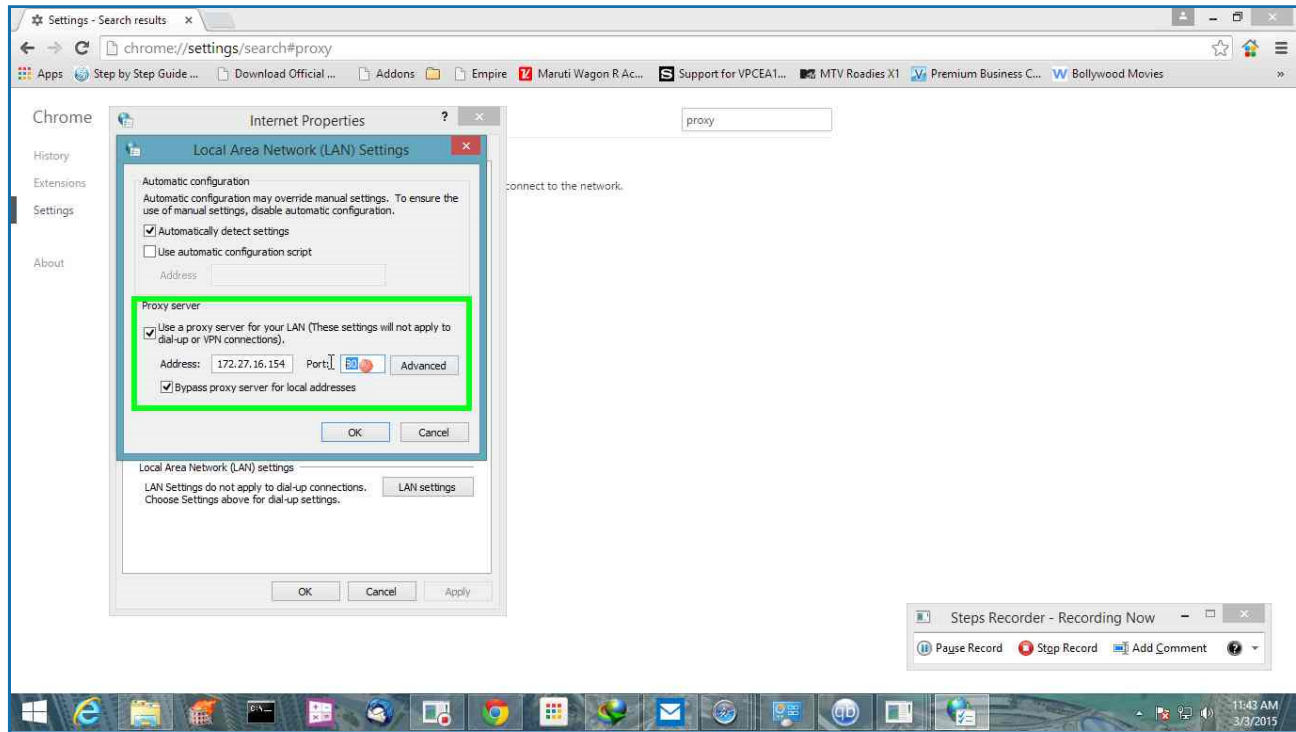 Settings - Search results
chrome://settings/search#proxy
Apps Step by Step Guide ... Download Official ... Addons Empire Maruti Wagon R Ac... Support for VPCEA1... MTV Roadies X1 Premium Business C... Bollywood Movies »
Chrome
History
Extensions
Settings
About
proxy
connect to the network.
Internet Properties
Local Area Network (LAN) Settings
Automatic configuration
Automatic configuration may override manual settings. To ensure the
use of manual settings, disable automatic configuration.
Automatically detect settings
Use automatic configuration script
Address
Proxy server
Use a proxy server for your LAN (These settings will not apply to
dial-up or VPN connections).
Address: 172.27.16.154 Port: Advanced
Bypass proxy server for local addresses
OK Cancel
Local Area Network (LAN) settings
LAN Settings do not apply to dial-up connections.
Choose Settings above for dial-up settings.
LAN settings
OK Cancel Apply
Steps Recorder - Recording Now
Pause Record Stop Record Add Comment
11:43 AM
3/3/2015